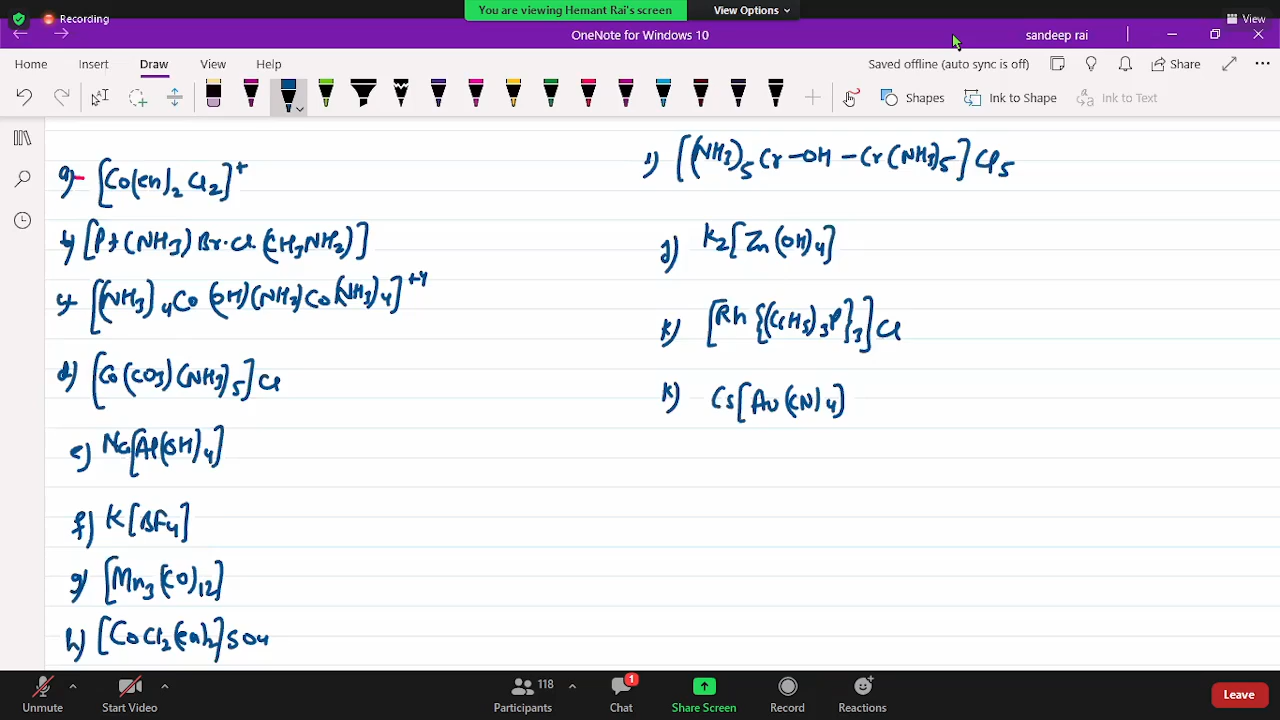 You are viewing Hemant Rai's screen
View Options
Recording
View
OneNote for Windows 10
sandeep rai
Home Insert Draw View Help
Saved offline (auto sync is off)
Share
Shapes
Ink to Shape
Ink to Text
a) [Co(en)2Cl2]+
b) [Pt(NH3)Br.Cl(CH3NH2)]
c) [(NH3)4Co(OH)(NH2)Co(NH3)4]+4
d) [Co(CO3)(NH3)5]Cl
e) Na[Al(OH)4]
f) K[BF4]
g) [Mn3(CO)12]
h) [CoCl2(en)2]SO4
i) [(NH3)5Cr-OH-Cr(NH3)5]Cl5
j) K2[Zn(OH)4]
k) [Rh{(C6H5)3P}3]Cl
k) Cs[Au(CN)4]
Unmute
Start Video
118
Participants
1
Chat
Share Screen
Record
Reactions
Leave